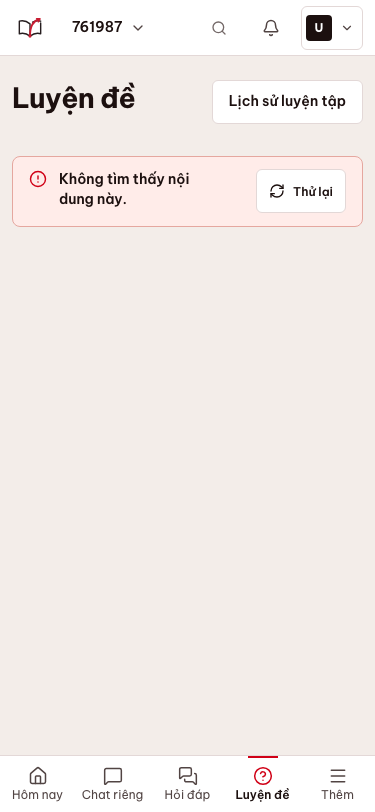 761987
U
Luyện đề
Lịch sử luyện tập
Không tìm thấy nội
dung này.
Thử lại
Hôm nay
Chat riêng
Hỏi đáp
Luyện đề
Thêm